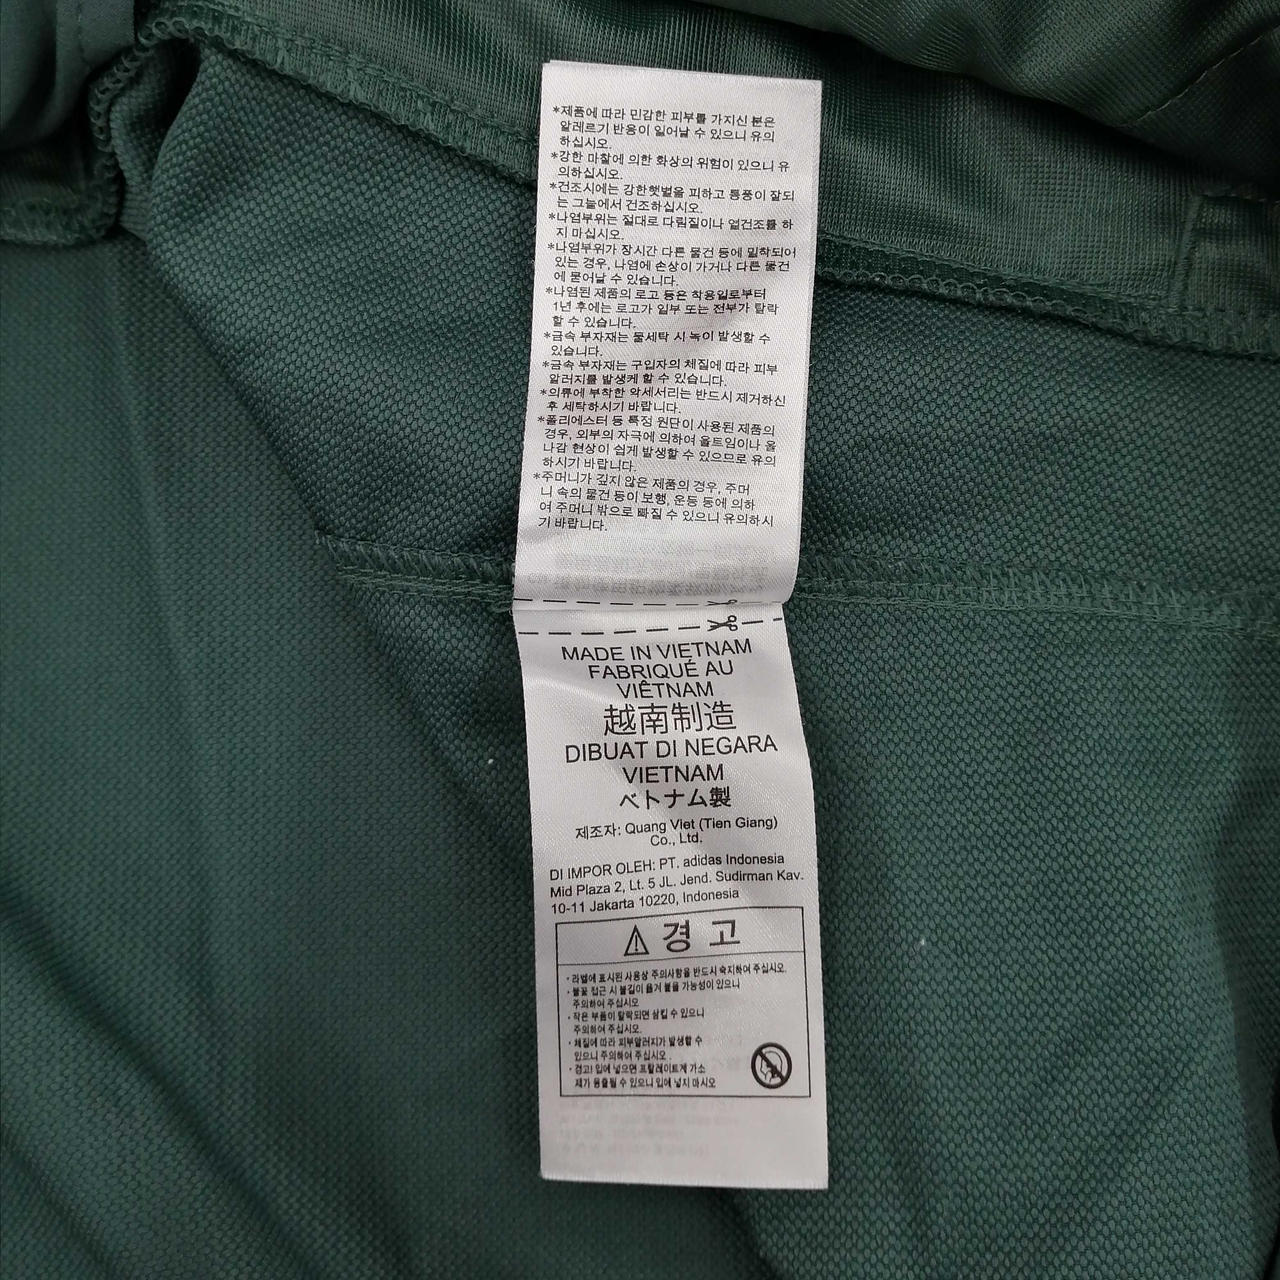 *제품에 따라 민감한 피부를 가지신 분은
알레르기 반응이 일어날 수 있으니 유의
하십시오.
*강한 마찰에 의한 화상의 위험이 있으니 유
의하십시오.
*건조시에는 강한햇볕을 피하고 통풍이 잘되
는 그늘에서 건조하십시오.
*나염부위는 절대로 다림질이나 열건조를 하
지 마십시오.
*나염부위가 장시간 다른 물건 등에 밀착되어
있는 경우, 나염에 손상이 가거나 다른 물건
에 묻어날 수 있습니다.
*나염된 제품의 로고 등은 착용일로부터
1년 후에는 로고가 일부 또는 전부가 탈락
할 수 있습니다.
*금속 부자재는 물세탁 시 녹이 발생할 수
있습니다.
*금속 부자재는 구입자의 체질에 따라 피부
알러지를 발생케 할 수 있습니다.
*의류에 부착한 악세서리는 반드시 제거하신
후 세탁하시기 바랍니다.
*폴리에스터 등 특정 원단이 사용된 제품의
경우, 외부의 자극에 의하여 올트임이나 올
나감 현상이 쉽게 발생할 수 있으므로 유의
하시기 바랍니다.
*주머니가 깊지 않은 제품의 경우, 주머
니 속의 물건 등이 보행, 운동 등에 의하
여 주머니 밖으로 빠질 수 있으니 유의하시
기 바랍니다.
MADE IN VIETNAM
FABRIQUÉ AU
VIÊTNAM
越南制造
DIBUAT DI NEGARA
VIETNAM
ベトナム製
제조자: Quang Viet (Tien Giang)
Co., Ltd.
DI IMPOR OLEH: PT. adidas Indonesia
Mid Plaza 2, Lt. 5 JL. Jend. Sudirman Kav.
10-11 Jakarta 10220, Indonesia
경고
· 라벨에 표시된 사용상 주의사항을 반드시 숙지하여 주십시오.
· 불꽃 접근 시 불길이 옮겨 붙을 가능성이 있으니
주의하여 주십시오
· 작은 부품이 탈락되면 삼킬 수 있으니
주의하여 주십시오.
· 체질에 따라 피부알러지가 발생할 수
있으니 주의하여 주십시오 .
· 경고! 입에 넣으면 프탈레이트계 가소
제가 용출될 수 있으니 입에 넣지 마시오